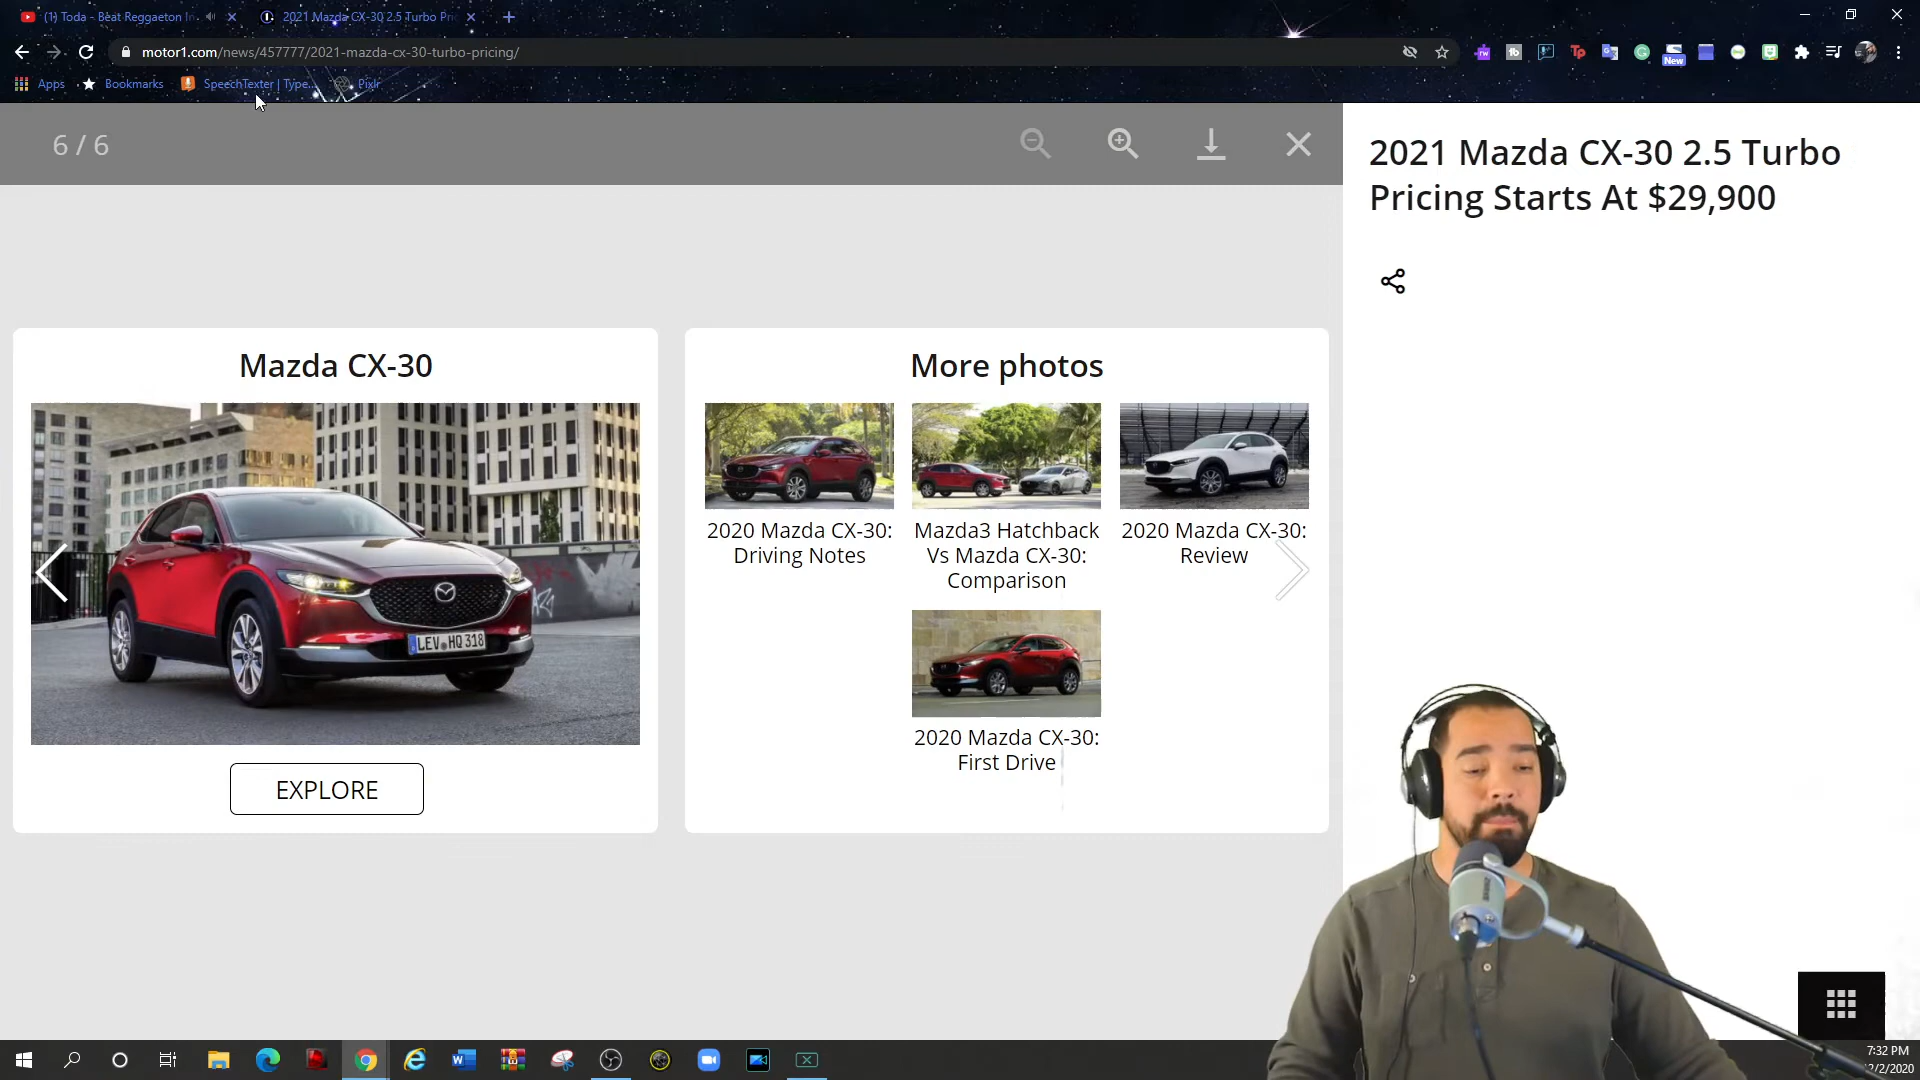 (1) Toda - Beat Reggaeton In
2021 Mazda CX-30 2.5 Turbo Pri
motor1.com/news/457777/2021-mazda-cx-30-turbo-pricing/
Apps
Bookmarks
SpeechTexter | Type...
Pixlr
New
6 / 6
2021 Mazda CX-30 2.5 Turbo
Pricing Starts At $29,900
Mazda CX-30
LEV HQ 318
EXPLORE
More photos
2020 Mazda CX-30:
Driving Notes
Mazda3 Hatchback
Vs Mazda CX-30:
Comparison
2020 Mazda CX-30:
Review
2020 Mazda CX-30:
First Drive
7:32 PM
2/2/2020